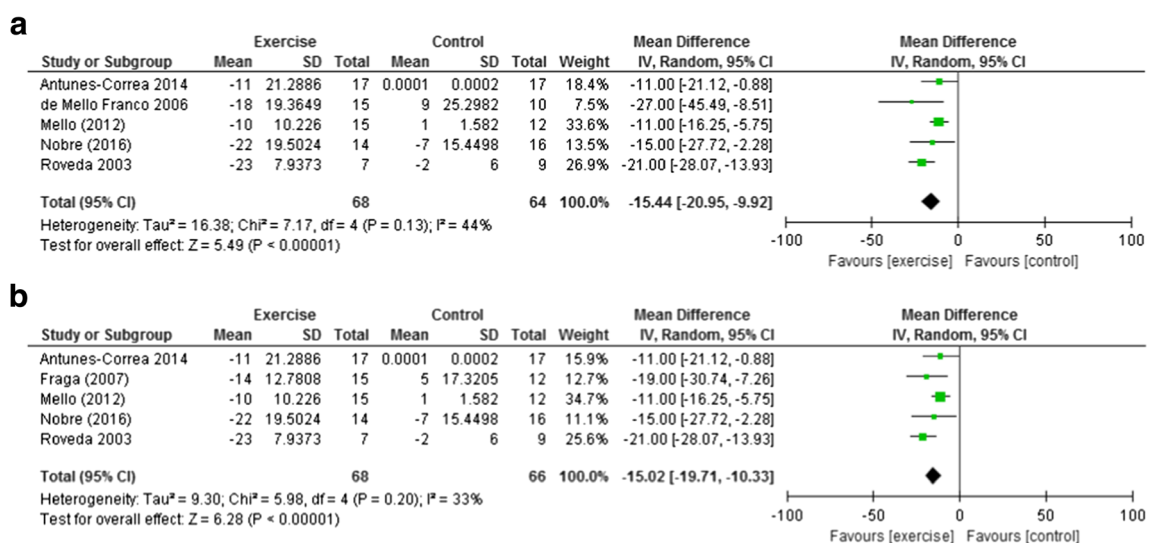 a
Exercise Control Mean Difference Mean Difference
Study or Subgroup Mean SD Total Mean SD Total Weight IV, Random, 95% CI IV, Random, 95% CI
Antunes-Correa 2014 -11 21.2886 17 0.0001 0.0002 17 18.4% -11.00 [-21.12, -0.88]
de Mello Franco 2006 -18 19.3649 15 9 25.2982 10 7.5% -27.00 [-45.49, -8.51]
Mello (2012) -10 10.226 15 1 1.582 12 33.6% -11.00 [-16.25, -5.75]
Nobre (2016) -22 19.5024 14 -7 15.4498 16 13.5% -15.00 [-27.72, -2.28]
Roveda 2003 -23 7.9373 7 -2 6 9 26.9% -21.00 [-28.07, -13.93]
Total (95% CI) 68 64 100.0% -15.44 [-20.95, -9.92]
Heterogeneity: Tau² = 16.38; Chi² = 7.17, df = 4 (P = 0.13); I² = 44%
Test for overall effect: Z = 5.49 (P < 0.00001)
-100 -50 0 50 100
Favours [exercise] Favours [control]
b
Exercise Control Mean Difference Mean Difference
Study or Subgroup Mean SD Total Mean SD Total Weight IV, Random, 95% CI IV, Random, 95% CI
Antunes-Correa 2014 -11 21.2886 17 0.0001 0.0002 17 15.9% -11.00 [-21.12, -0.88]
Fraga (2007) -14 12.7808 15 5 17.3205 12 12.7% -19.00 [-30.74, -7.26]
Mello (2012) -10 10.226 15 1 1.582 12 34.7% -11.00 [-16.25, -5.75]
Nobre (2016) -22 19.5024 14 -7 15.4498 16 11.1% -15.00 [-27.72, -2.28]
Roveda 2003 -23 7.9373 7 -2 6 9 25.6% -21.00 [-28.07, -13.93]
Total (95% CI) 68 66 100.0% -15.02 [-19.71, -10.33]
Heterogeneity: Tau² = 9.30; Chi² = 5.98, df = 4 (P = 0.20); I² = 33%
Test for overall effect: Z = 6.28 (P < 0.00001)
-100 -50 0 50 100
Favours [exercise] Favours [control]